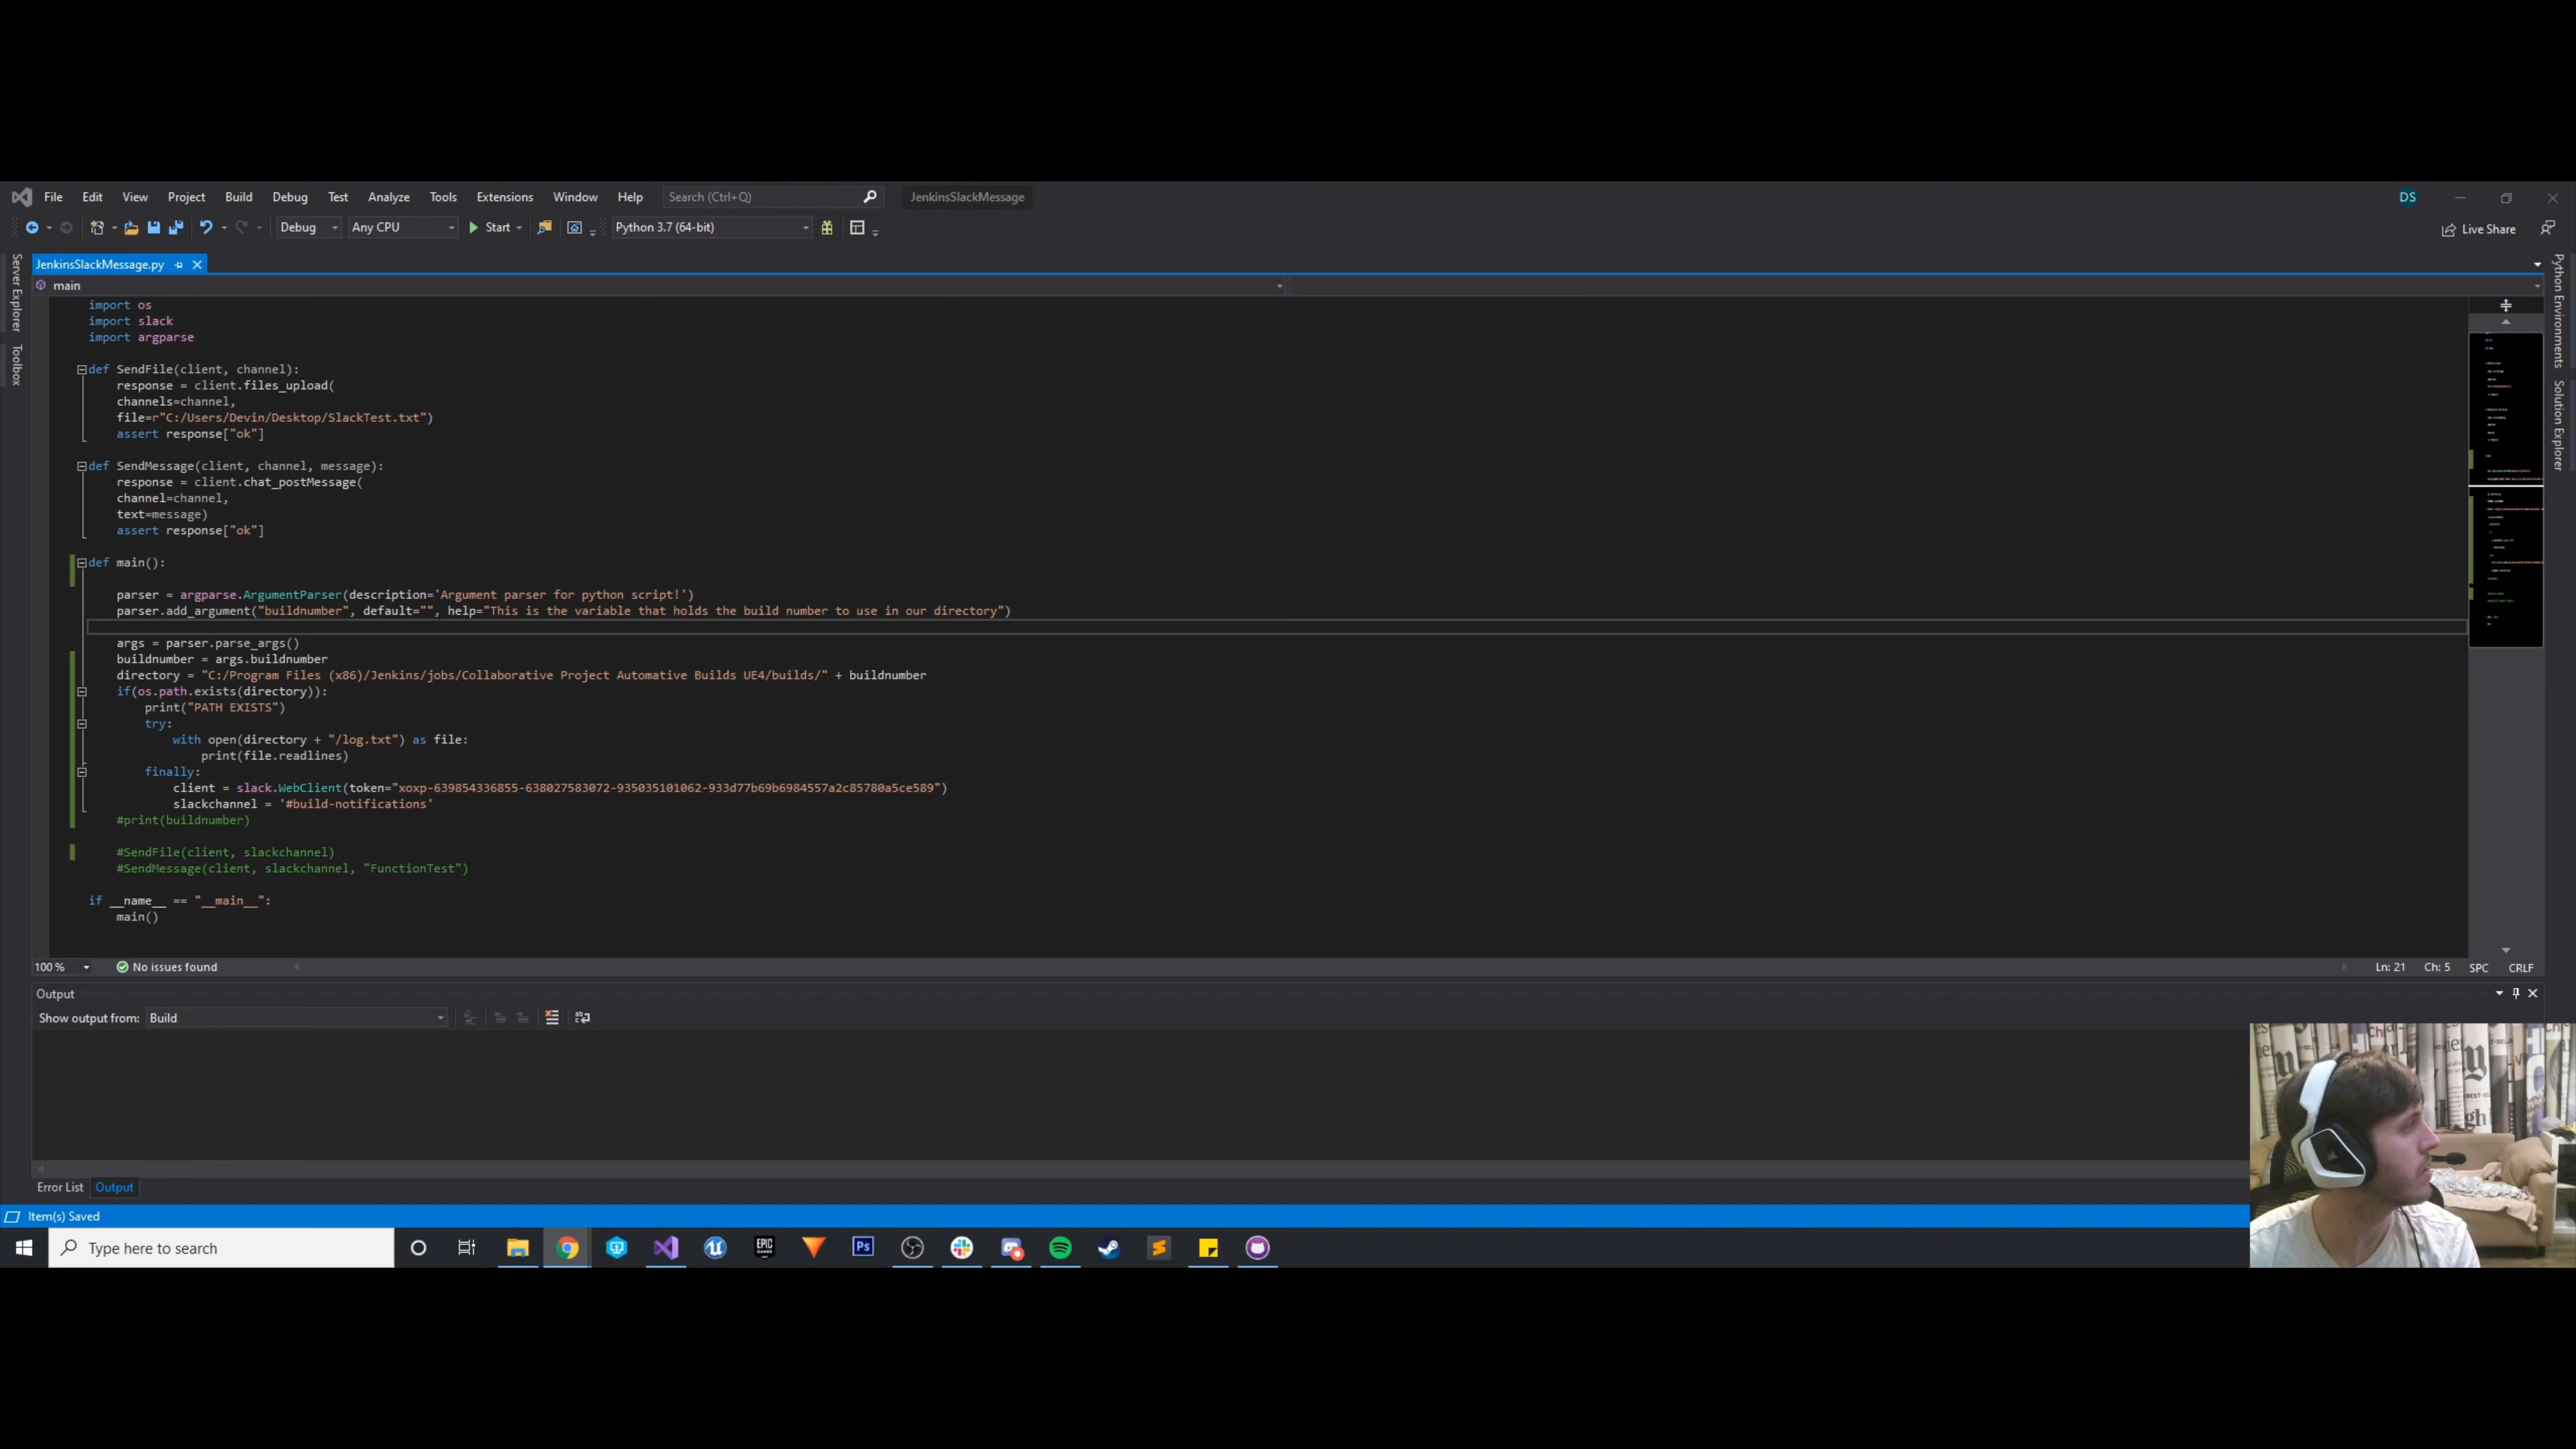 File Edit View Project Build Debug Test Analyze Tools Extensions Window Help Search (Ctrl+Q) JenkinsSlackMessage DS
Debug Any CPU Start Python 3.7 (64-bit) Live Share
Server Explorer
Toolbox
JenkinsSlackMessage.py
main
import os
import slack
import argparse
def SendFile(client, channel):
response = client.files_upload(
channels=channel,
file=r"C:/Users/Devin/Desktop/SlackTest.txt")
assert response["ok"]
def SendMessage(client, channel, message):
response = client.chat_postMessage(
channel=channel,
text=message)
assert response["ok"]
def main():
parser = argparse.ArgumentParser(description='Argument parser for python script!')
parser.add_argument("buildnumber", default="", help="This is the variable that holds the build number to use in our directory")
args = parser.parse_args()
buildnumber = args.buildnumber
directory = "C:/Program Files (x86)/Jenkins/jobs/Collaborative Project Automative Builds UE4/builds/" + buildnumber
if(os.path.exists(directory)):
print("PATH EXISTS")
try:
with open(directory + "/log.txt") as file:
print(file.readlines)
finally:
client = slack.WebClient(token="xoxp-639854336855-638027583072-935035101062-933d77b69b6984557a2c85780a5ce589")
slackchannel = '#build-notifications'
#print(buildnumber)
#SendFile(client, slackchannel)
#SendMessage(client, slackchannel, "FunctionTest")
if __name__ == "__main__":
main()
Python Environments
Solution Explorer
100 % No issues found Ln: 21 Ch: 5 SPC CRLF
Output
Show output from: Build
Error List Output
Item(s) Saved
Type here to search